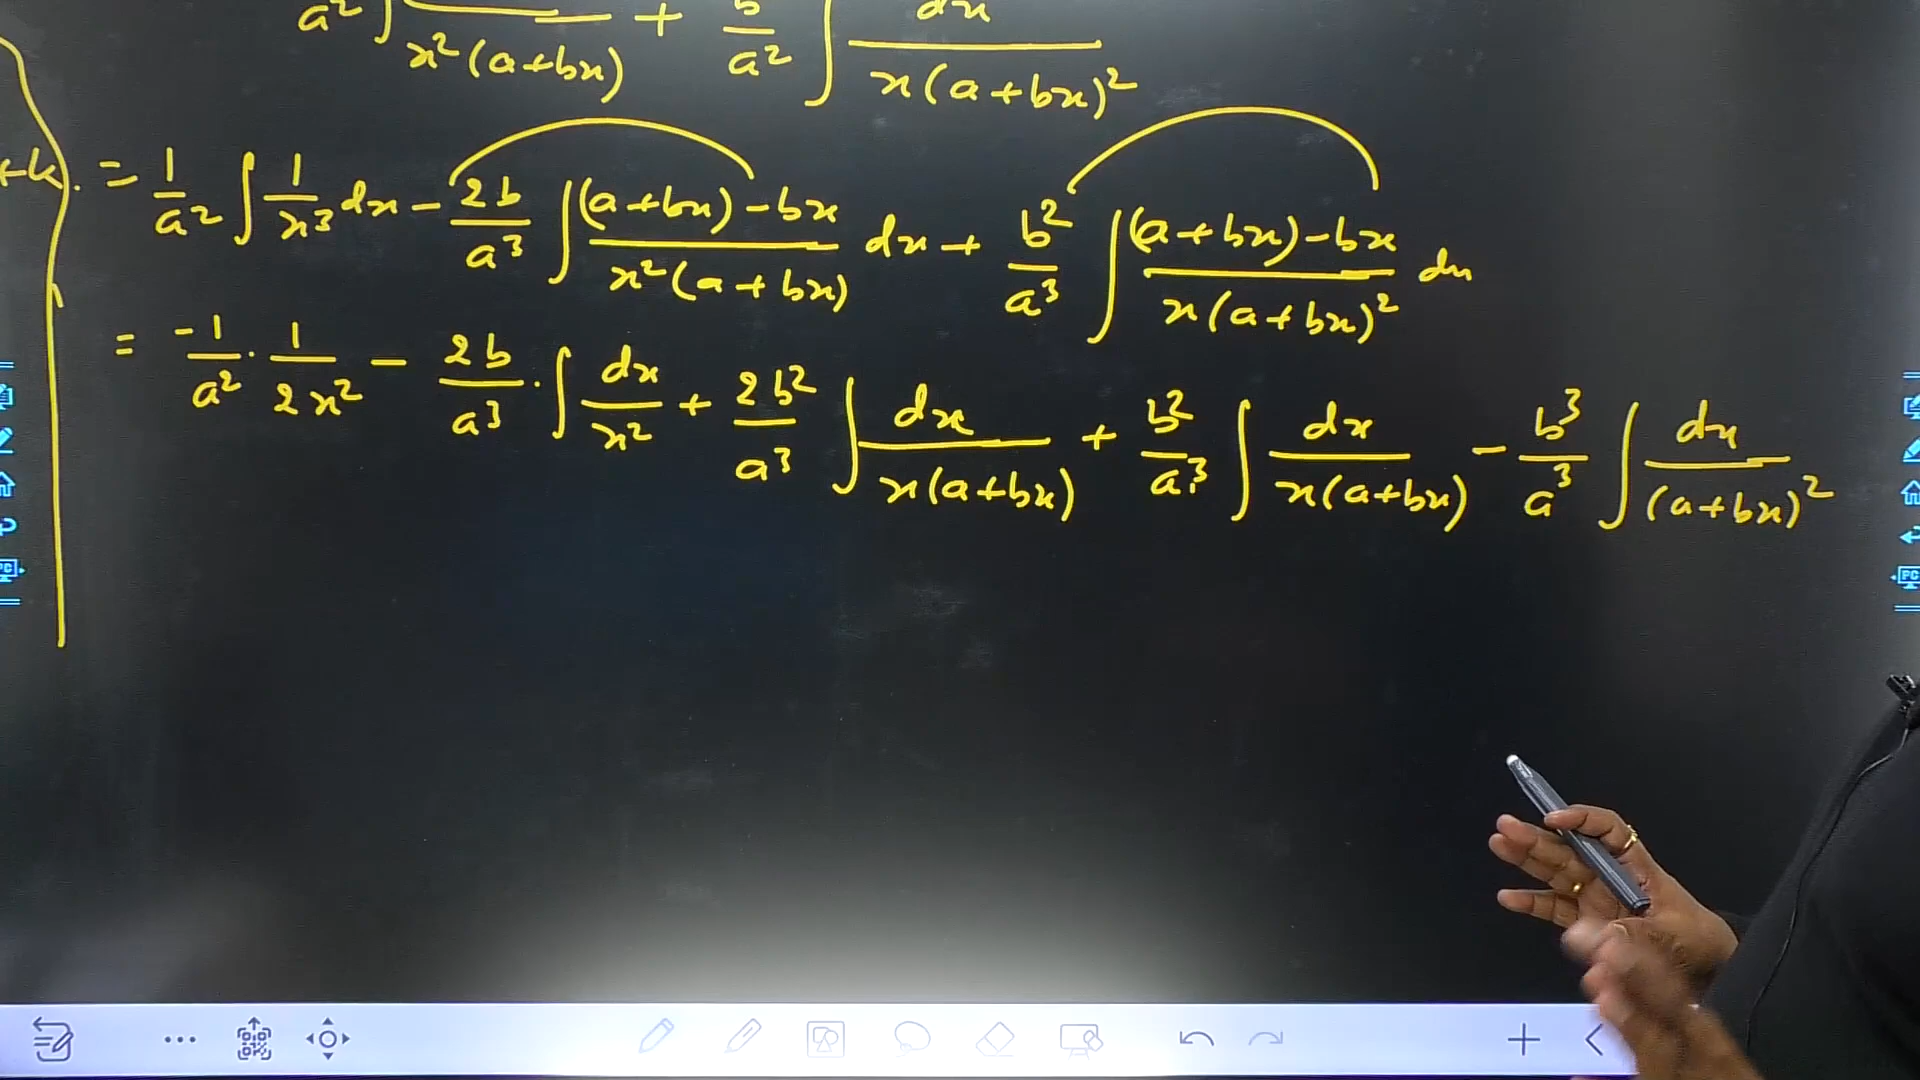 a² ∫ ―― / x²(a+bx) + b/a² ∫ dx / x(a+bx)²
+k). = 1/a² ∫ 1/x³ dx - 2b/a³ ∫ (a+bx)-bx / x²(a+bx) dx + b²/a³ ∫ (a+bx)-bx / x(a+bx)² dx
= -1/a² · 1/2x² - 2b/a³ · ∫ dx/x² + 2b²/a³ ∫ dx / x(a+bx) + b²/a³ ∫ dx / x(a+bx) - b³/a³ ∫ dx / (a+bx)²
PC
PC